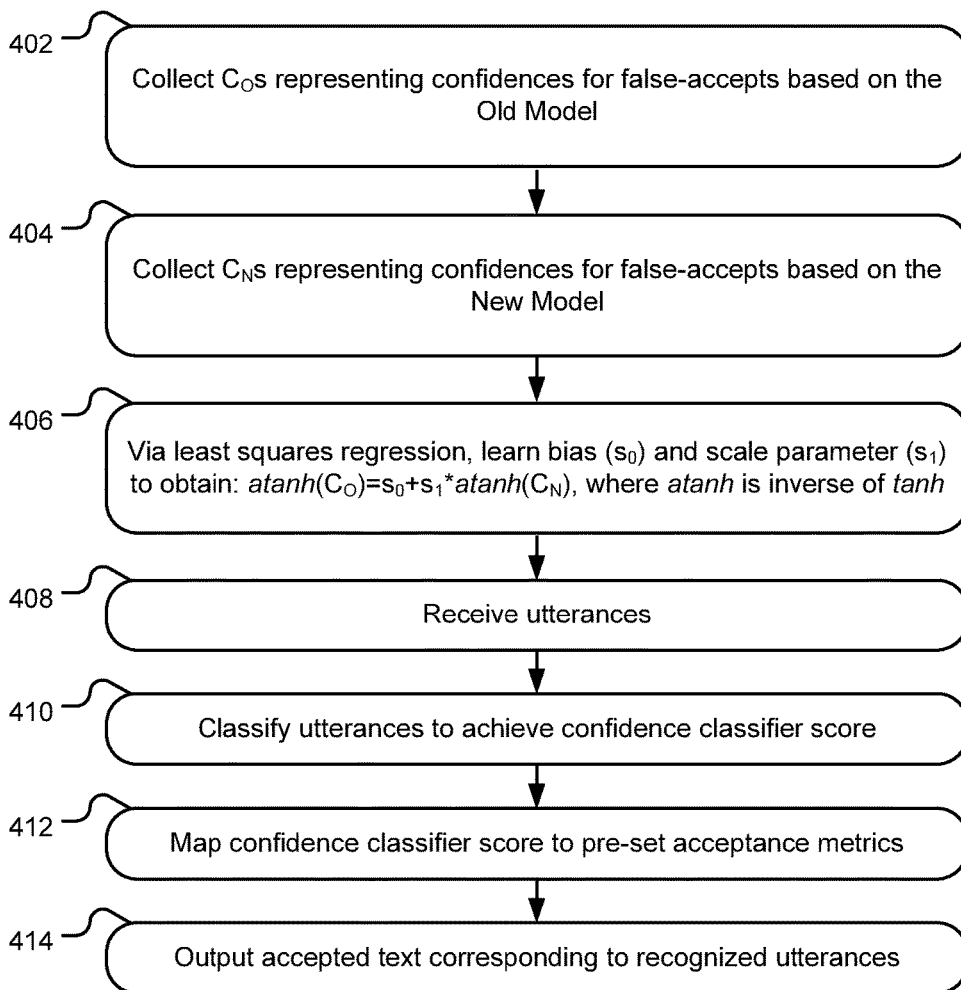 402
Collect C_Os representing confidences for false-accepts based on the
Old Model
404
Collect C_Ns representing confidences for false-accepts based on the
New Model
406
Via least squares regression, learn bias (s₀) and scale parameter (s₁)
to obtain: atanh(C_O)=s₀+s₁*atanh(C_N), where atanh is inverse of tanh
408
Receive utterances
410
Classify utterances to achieve confidence classifier score
412
Map confidence classifier score to pre-set acceptance metrics
414
Output accepted text corresponding to recognized utterances